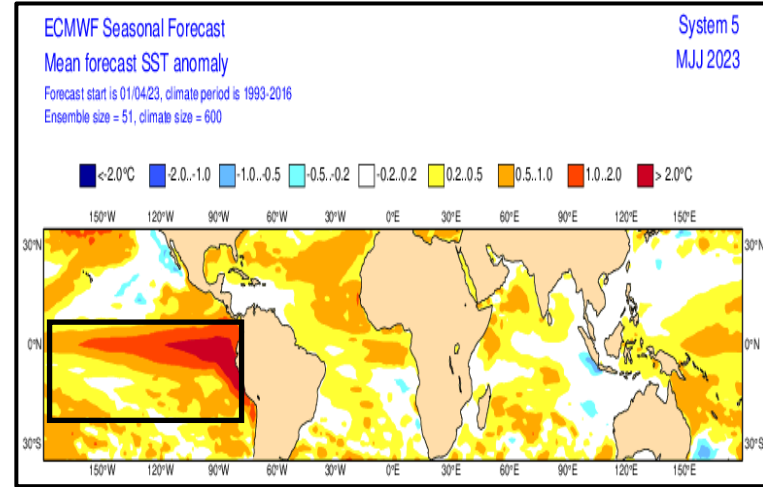 ECMWF Seasonal Forecast
System 5
Mean forecast SST anomaly
MJJ 2023
Forecast start is 01/04/23, climate period is 1993-2016
Ensemble size = 51, climate size = 600
<-2.0°C -2.0..-1.0 -1.0..-0.5 -0.5..-0.2 -0.2..0.2 0.2..0.5 0.5..1.0 1.0..2.0 > 2.0°C
150°W 120°W 90°W 60°W 30°W 0°E 30°E 60°E 90°E 120°E 150°E
30°N 30°N
0°N 0°N
30°S 30°S
150°W 120°W 90°W 60°W 30°W 0°E 30°E 60°E 90°E 120°E 150°E